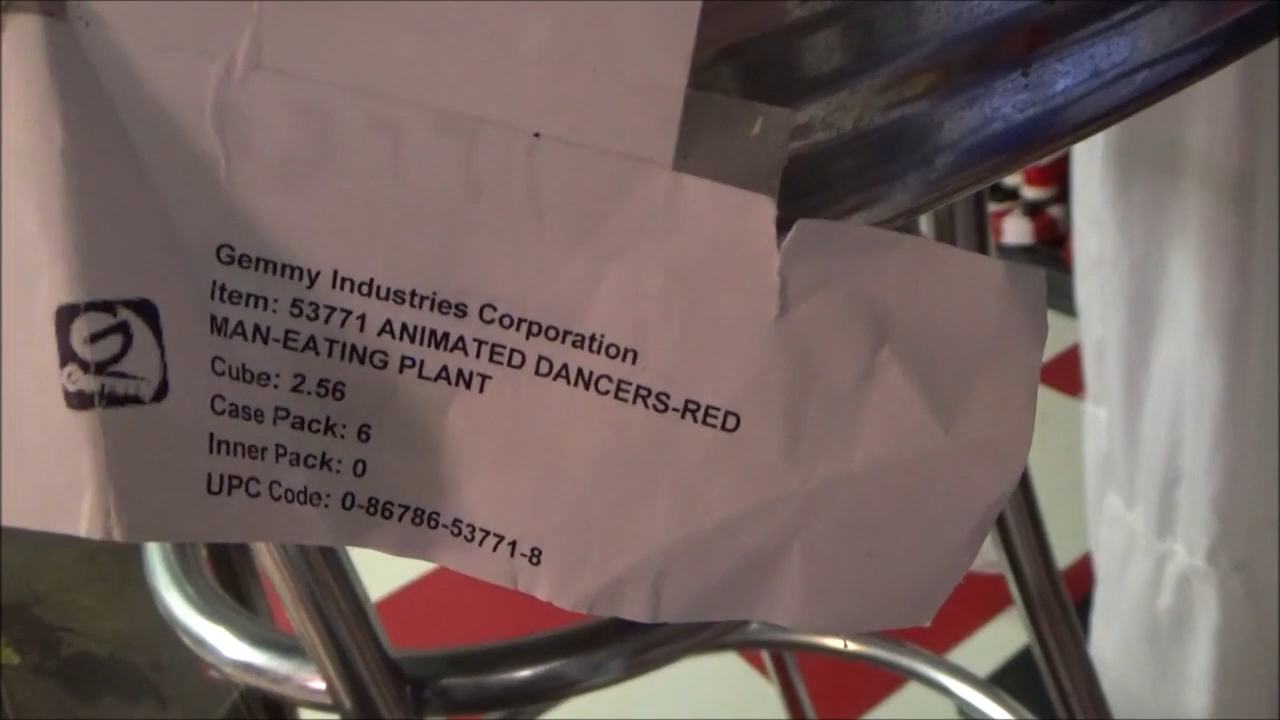 Gemmy Industries Corporation
Item: 53771 ANIMATED DANCERS-RED
MAN-EATING PLANT
Cube: 2.56
Case Pack: 6
Inner Pack: 0
UPC Code: 0-86786-53771-8